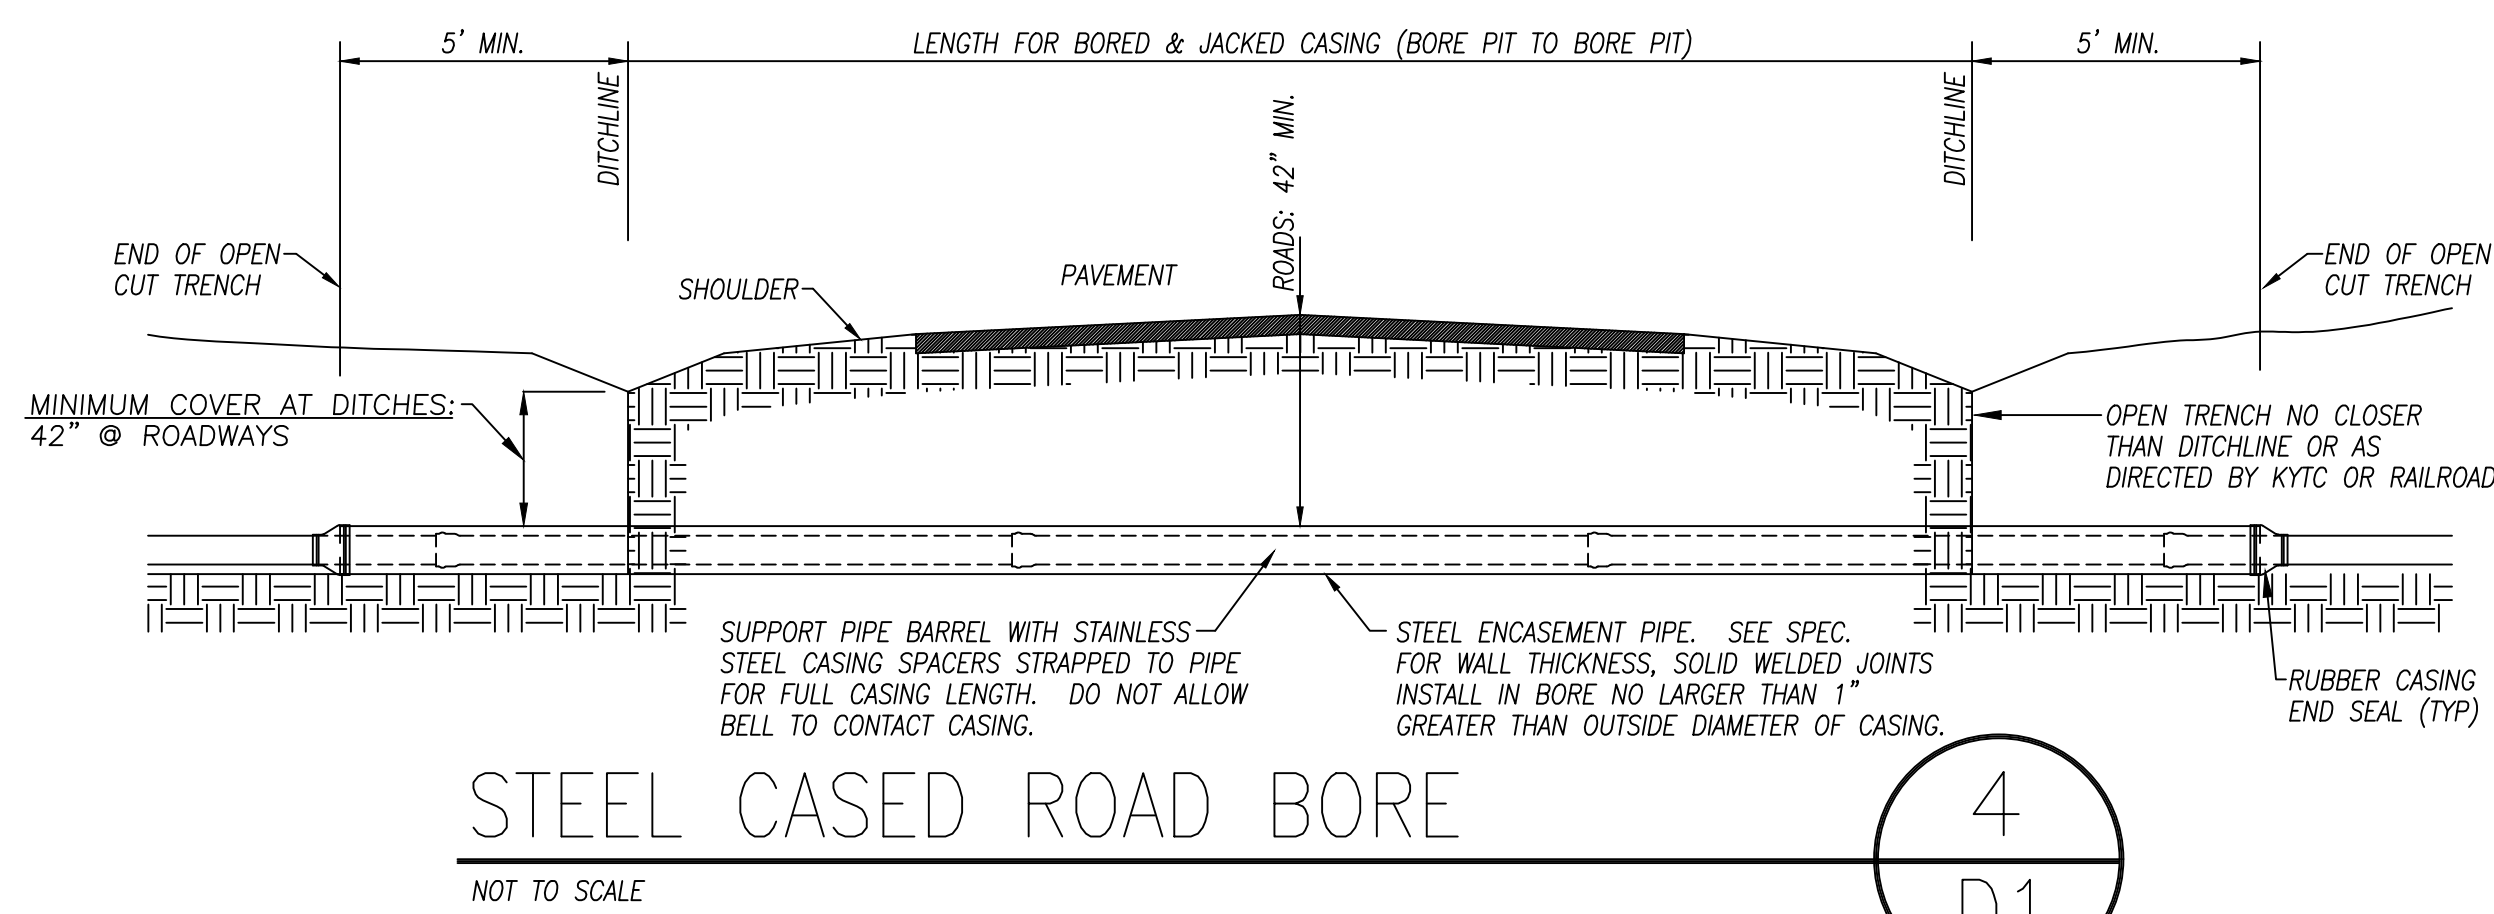 5' MIN.
LENGTH FOR BORED & JACKED CASING (BORE PIT TO BORE PIT)
5' MIN.
DITCHLINE
ROADS: 42" MIN.
DITCHLINE
END OF OPEN
CUT TRENCH
SHOULDER
PAVEMENT
END OF OPEN
CUT TRENCH
MINIMUM COVER AT DITCHES:
42" @ ROADWAYS
OPEN TRENCH NO CLOSER
THAN DITCHLINE OR AS
DIRECTED BY KYTC OR RAILROAD
SUPPORT PIPE BARREL WITH STAINLESS
STEEL CASING SPACERS STRAPPED TO PIPE
FOR FULL CASING LENGTH. DO NOT ALLOW
BELL TO CONTACT CASING.
STEEL ENCASEMENT PIPE. SEE SPEC.
FOR WALL THICKNESS, SOLID WELDED JOINTS
INSTALL IN BORE NO LARGER THAN 1"
GREATER THAN OUTSIDE DIAMETER OF CASING.
RUBBER CASING
END SEAL (TYP)
STEEL CASED ROAD BORE
4
D1
NOT TO SCALE